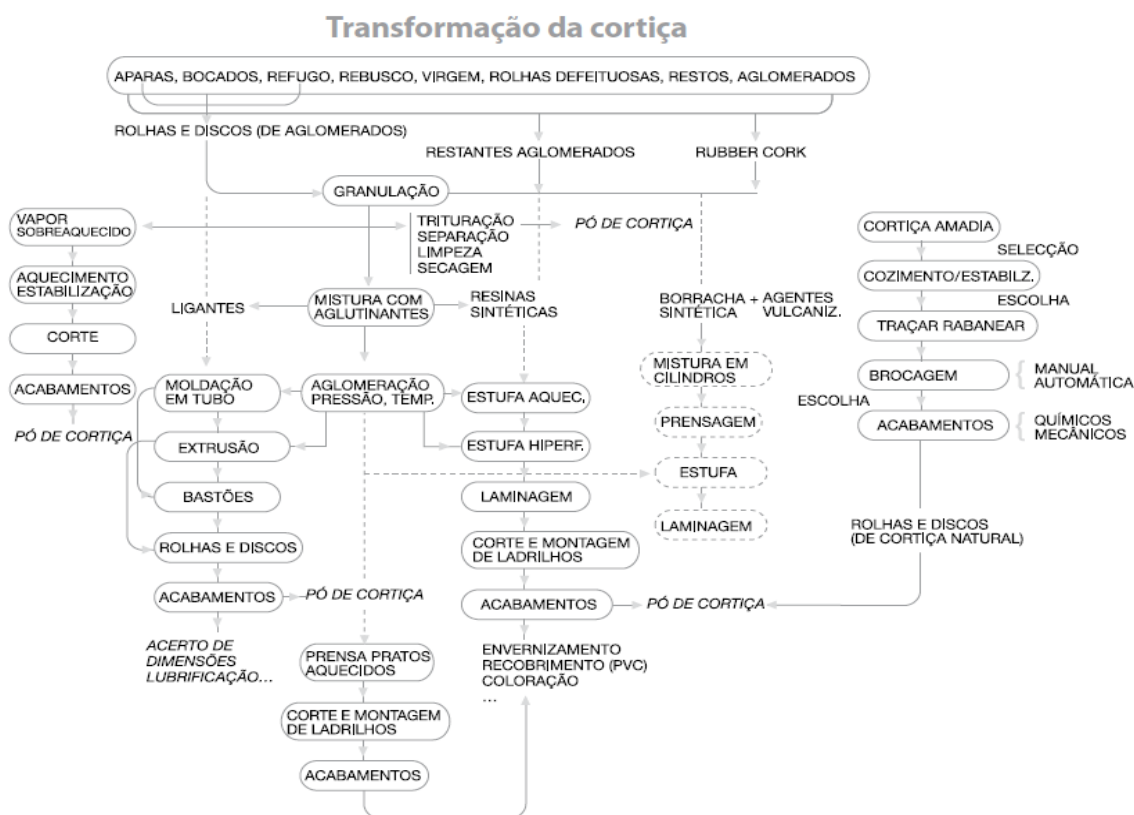 Transformação da cortiça
APARAS, BOCADOS, REFUGO, REBUSCO, VIRGEM, ROLHAS DEFEITUOSAS, RESTOS, AGLOMERADOS
ROLHAS E DISCOS (DE AGLOMERADOS)
RESTANTES AGLOMERADOS
RUBBER CORK
GRANULAÇÃO
VAPOR
SOBREAQUECIDO
TRITURAÇÃO
SEPARAÇÃO
LIMPEZA
SECAGEM
PÓ DE CORTIÇA
CORTIÇA AMADIA
SELECÇÃO
AQUECIMENTO
ESTABILIZAÇÃO
COZIMENTO/ESTABILZ.
ESCOLHA
LIGANTES
MISTURA COM
AGLUTINANTES
RESINAS
SINTÉTICAS
BORRACHA + AGENTES
SINTÉTICA VULCANIZ.
TRAÇAR RABANEAR
CORTE
MISTURA EM
CILINDROS
BROCAGEM
MANUAL
AUTOMÁTICA
ESCOLHA
ACABAMENTOS
MOLDAÇÃO
EM TUBO
AGLOMERAÇÃO
PRESSÃO, TEMP.
ESTUFA AQUEC.
PRENSAGEM
ACABAMENTOS
QUÍMICOS
MECÂNICOS
PÓ DE CORTIÇA
EXTRUSÃO
ESTUFA HIPERF.
ESTUFA
BASTÕES
LAMINAGEM
LAMINAGEM
ROLHAS E DISCOS
(DE CORTIÇA NATURAL)
ROLHAS E DISCOS
CORTE E MONTAGEM
DE LADRILHOS
ACABAMENTOS
PÓ DE CORTIÇA
ACABAMENTOS
PÓ DE CORTIÇA
ACERTO DE
DIMENSÕES
LUBRIFICAÇÃO...
PRENSA PRATOS
AQUECIDOS
ENVERNIZAMENTO
RECOBRIMENTO (PVC)
COLORAÇÃO
...
CORTE E MONTAGEM
DE LADRILHOS
ACABAMENTOS